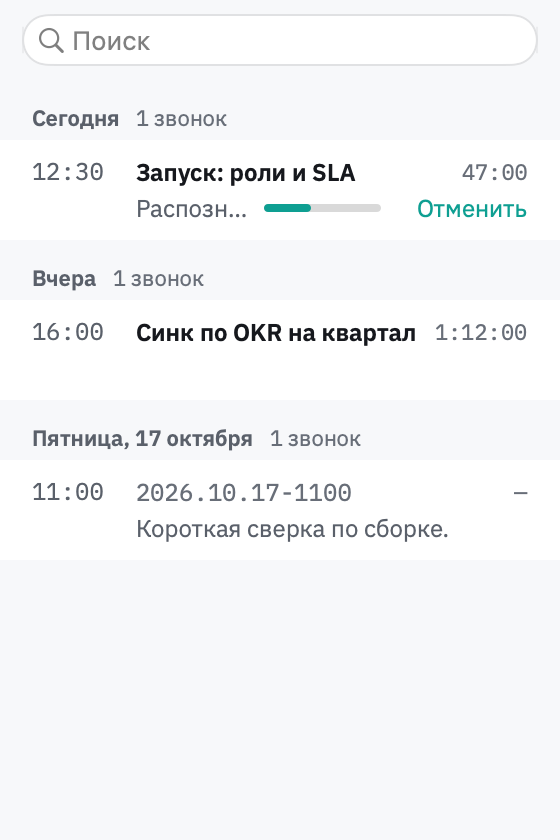 Поиск
Сегодня 1 звонок
12:30 Запуск: роли и SLA 47:00
Распозн... Отменить
Вчера 1 звонок
16:00 Синк по OKR на квартал 1:12:00
Пятница, 17 октября 1 звонок
11:00 2026.10.17-1100 —
Короткая сверка по сборке.